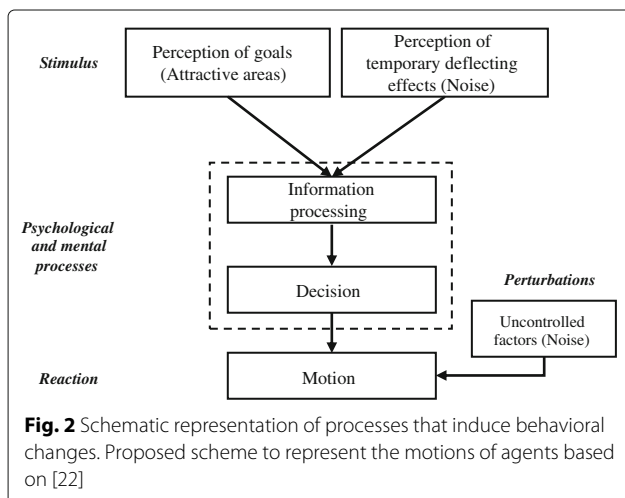 Stimulus
Perception of goals
(Attractive areas)
Perception of
temporary deflecting
effects (Noise)
Psychological
and mental
processes
Information
processing
Decision
Perturbations
Uncontrolled
factors (Noise)
Reaction
Motion
Fig. 2 Schematic representation of processes that induce behavioral
changes. Proposed scheme to represent the motions of agents based
on [22]